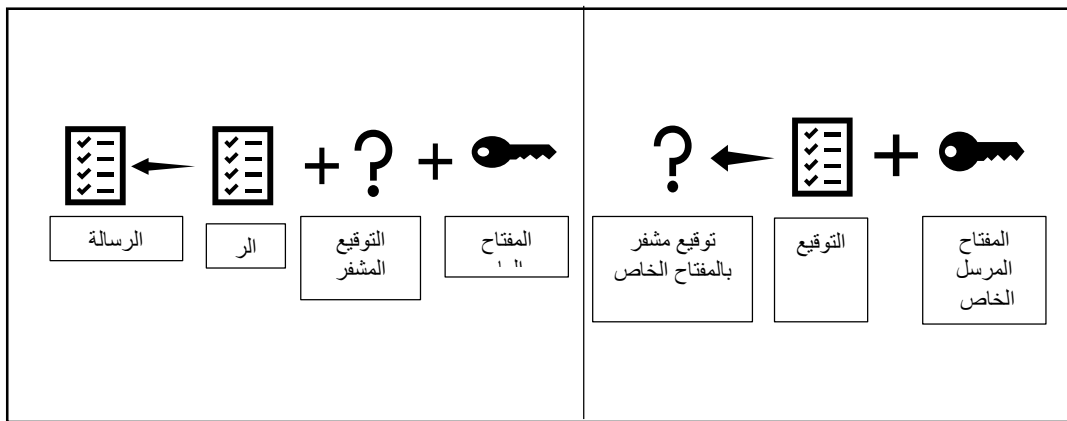 المفتاح
المرسل
الخاص
التوقيع
توقيع مشفر
بالمفتاح الخاص
المفتاح
التوقيع
المشفر
الر
الرسالة